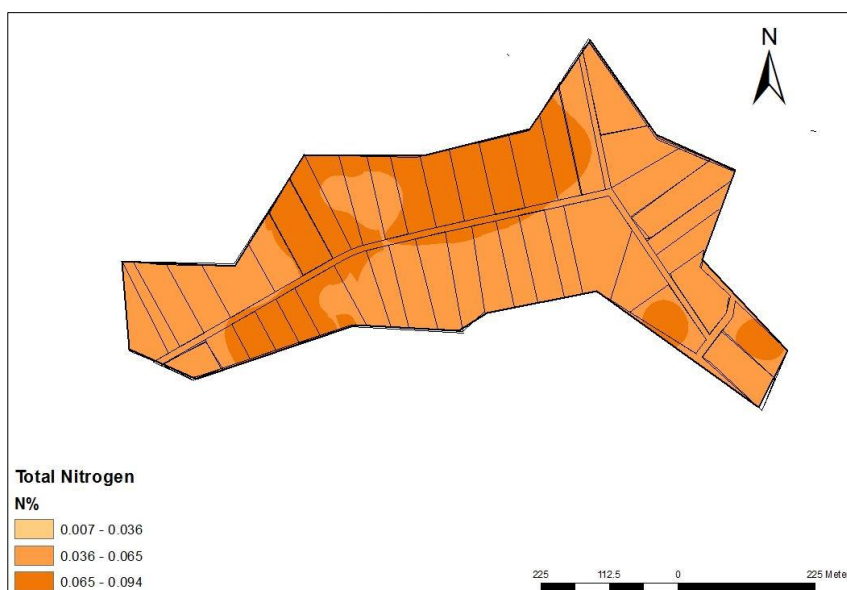 N
Total Nitrogen
N%
0.007 - 0.036
0.036 - 0.065
0.065 - 0.094
225 112.5 0 225 Mete